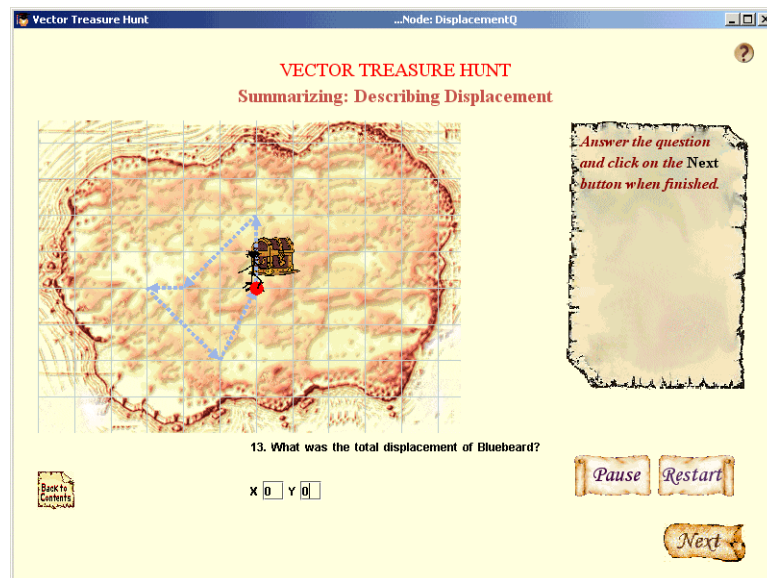 Vector Treasure Hunt ...Node: DisplacementQ
?
VECTOR TREASURE HUNT
Summarizing: Describing Displacement
Answer the question
and click on the Next
button when finished.
13. What was the total displacement of Bluebeard?
Back to
Contents
X 0 Y 0
Pause Restart
Next